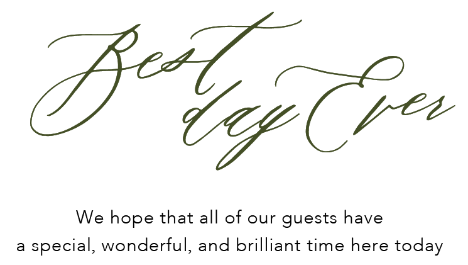 Best
day Ever
We hope that all of our guests have
a special, wonderful, and brilliant time here today